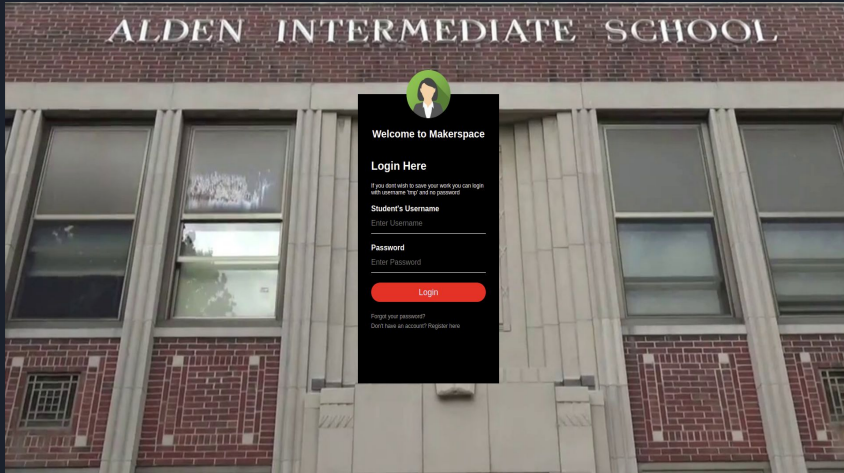 ALDEN INTERMEDIATE SCHOOL
Welcome to Makerspace
Login Here
If you dont wish to save your work you can login
with username 'tmp' and no password
Student's Username
Enter Username
Password
Enter Password
Login
Forgot your password?
Don't have an account? Register here